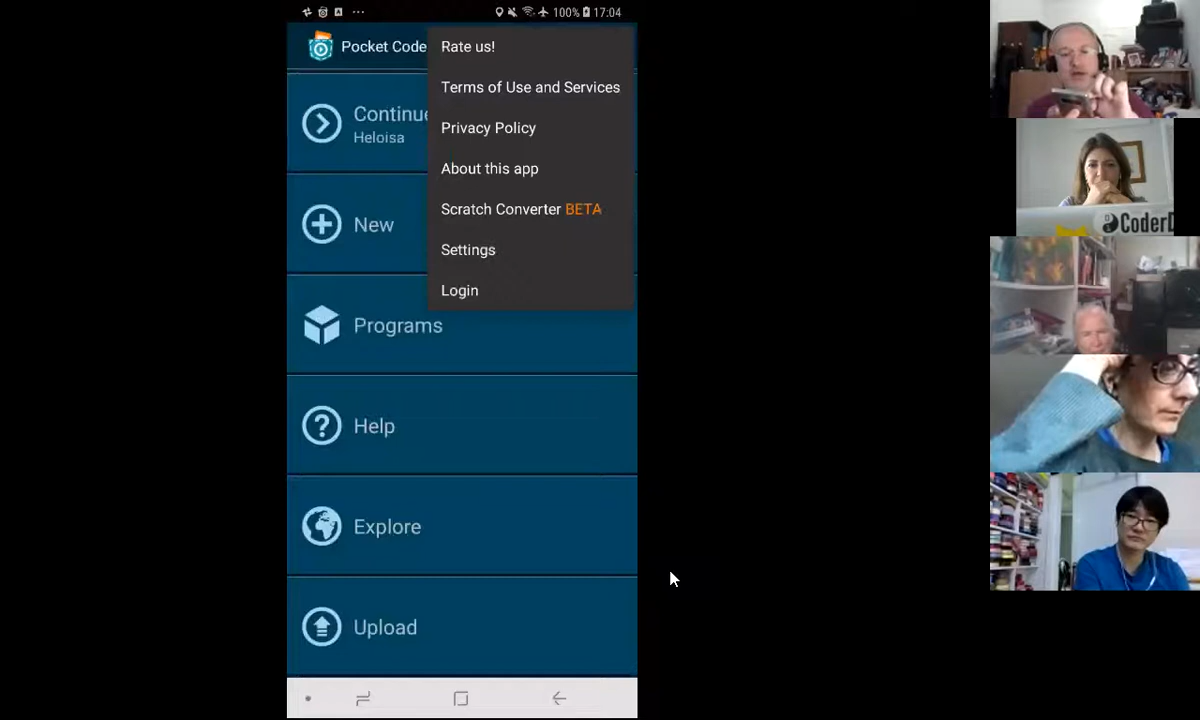 100% 17:04
Pocket Code
Rate us!
Terms of Use and Services
Privacy Policy
About this app
Scratch Converter BETA
Settings
Login
Continue
Heloisa
New
Programs
Help
Explore
Upload
CoderD